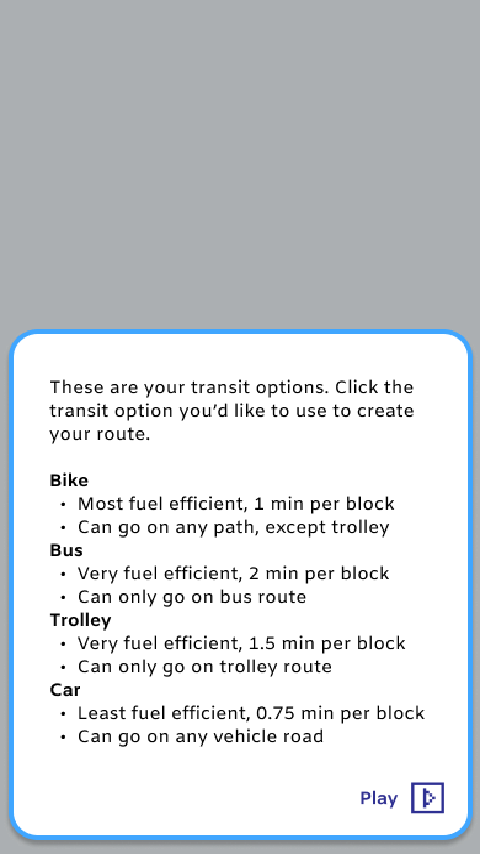 These are your transit options. Click the
transit option you’d like to use to create
your route.
Bike
• Most fuel efficient, 1 min per block
• Can go on any path, except trolley
Bus
• Very fuel efficient, 2 min per block
• Can only go on bus route
Trolley
• Very fuel efficient, 1.5 min per block
• Can only go on trolley route
Car
• Least fuel efficient, 0.75 min per block
• Can go on any vehicle road
Play